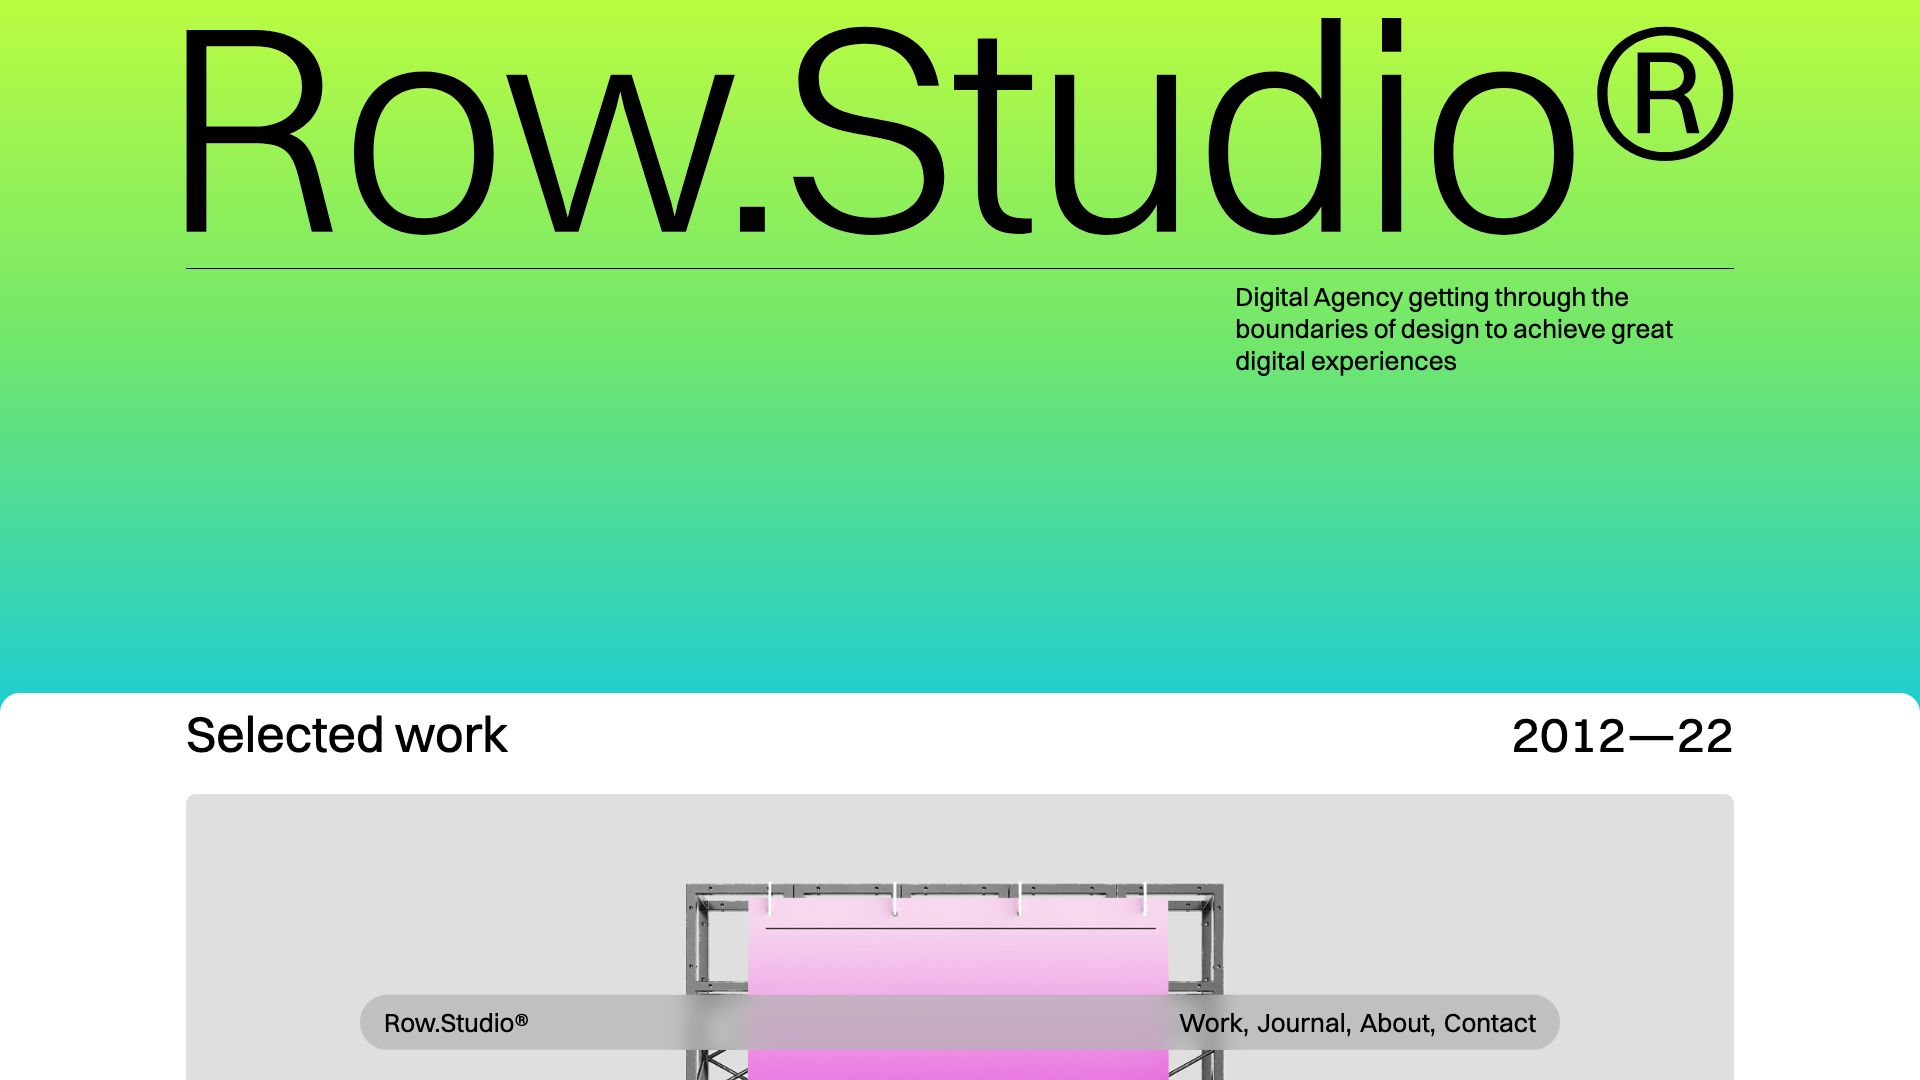 Row.Studio®
Digital Agency getting through the
boundaries of design to achieve great
digital experiences
Selected work
2012—22
Row.Studio®
Work, Journal, About, Contact